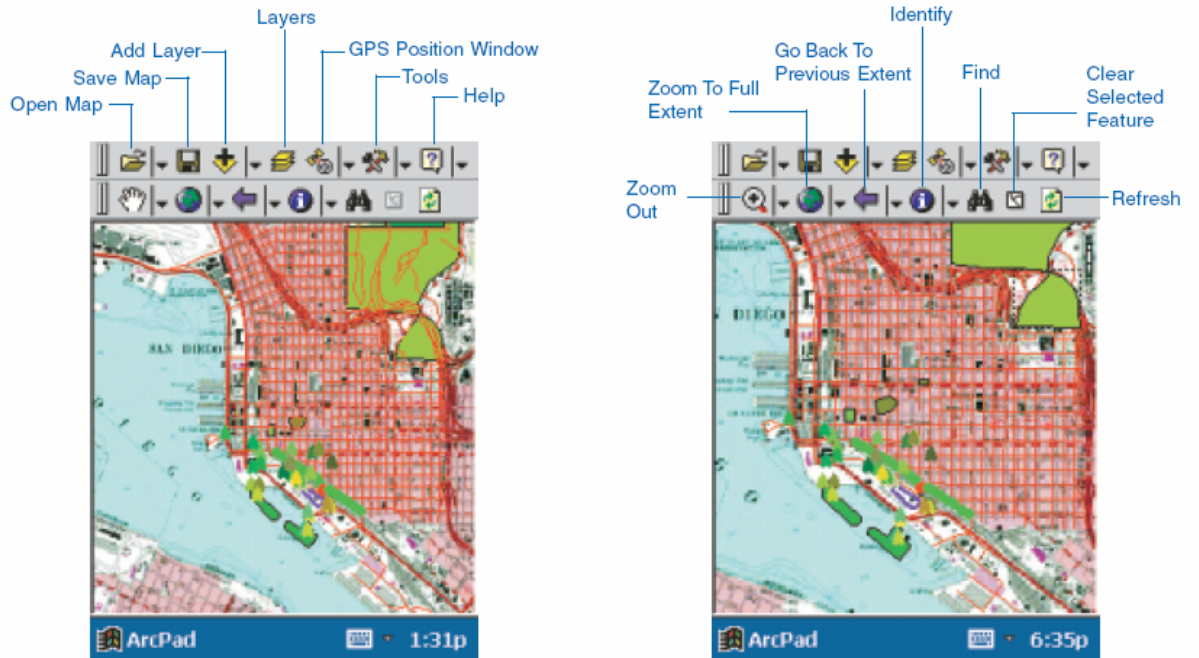 Layers
Add Layer
GPS Position Window
Save Map
Tools
Open Map
Help
SAN DIEGO
ArcPad
1:31p
Identify
Go Back To
Previous Extent
Find
Clear
Selected
Feature
Zoom To Full
Extent
Zoom
Out
Refresh
DIEGO
ArcPad
6:35p